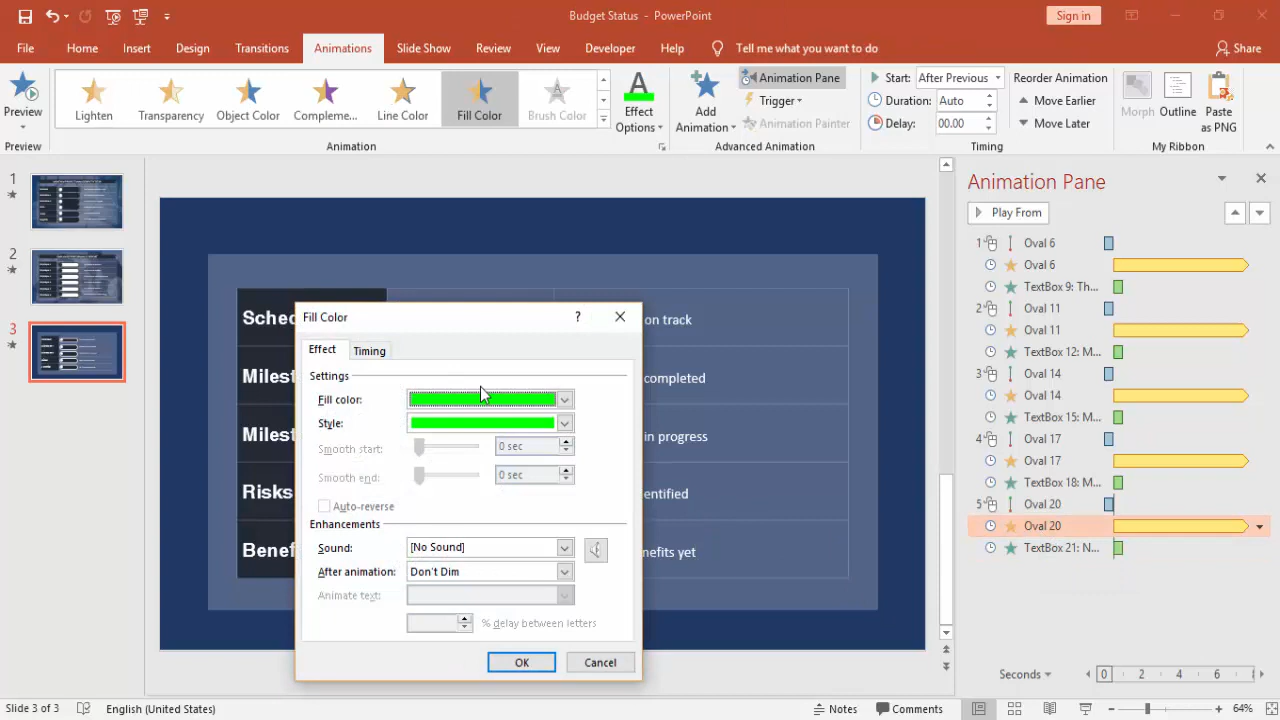 Budget Status - PowerPoint
Sign in
File Home Insert Design Transitions Animations Slide Show Review View Developer Help Tell me what you want to do Share
Preview
Lighten Transparency Object Color Compleme... Line Color Fill Color Brush Color
Effect Options
Add Animation
Animation Pane
Trigger
Animation Painter
Start: After Previous
Duration: Auto
Delay: 00.00
Reorder Animation
Move Earlier
Move Later
Morph Outline Paste as PNG
Preview Animation Advanced Animation Timing My Ribbon
1
2
3
Sched
on track
Milest
completed
Milest
in progress
Risks
entified
Benef
nefits yet
Fill Color
?
Effect Timing
Settings
Fill color:
Style:
Smooth start: 0 sec
Smooth end: 0 sec
Auto-reverse
Enhancements
Sound: [No Sound]
After animation: Don't Dim
Animate text:
% delay between letters
OK Cancel
Animation Pane
Play From
1 Oval 6
Oval 6
TextBox 9: Th...
2 Oval 11
Oval 11
TextBox 12: M...
3 Oval 14
Oval 14
TextBox 15: M...
4 Oval 17
Oval 17
TextBox 18: M...
5 Oval 20
Oval 20
TextBox 21: N...
Seconds 0 2 4 6
Slide 3 of 3 English (United States) Notes Comments 64%